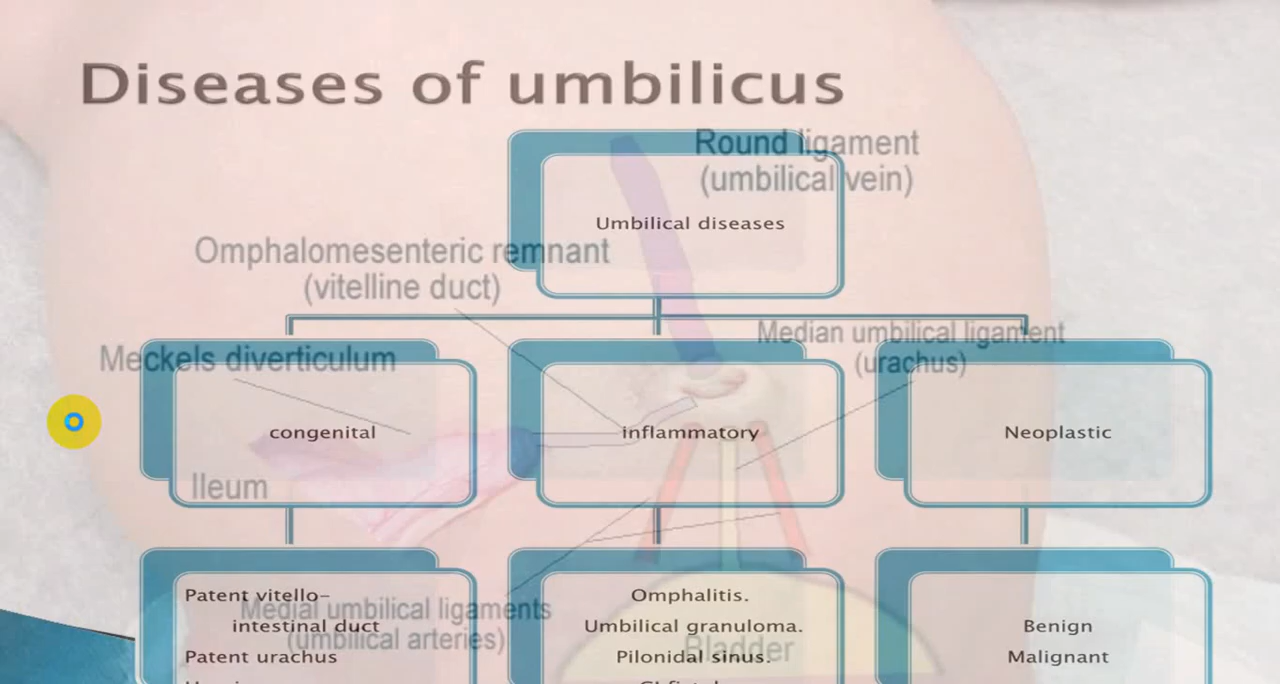 Diseases of umbilicus
Round ligament
(umbilical vein)
Umbilical diseases
Omphalomesenteric remnant
(vitelline duct)
Median umbilical ligament
(urachus)
Meckels diverticulum
congenital
inflammatory
Neoplastic
Ileum
Patent vitello-
intestinal duct
Patent urachus
Medial umbilical ligaments
(umbilical arteries)
Omphalitis.
Umbilical granuloma.
Pilonidal sinus.
Bladder
Benign
Malignant